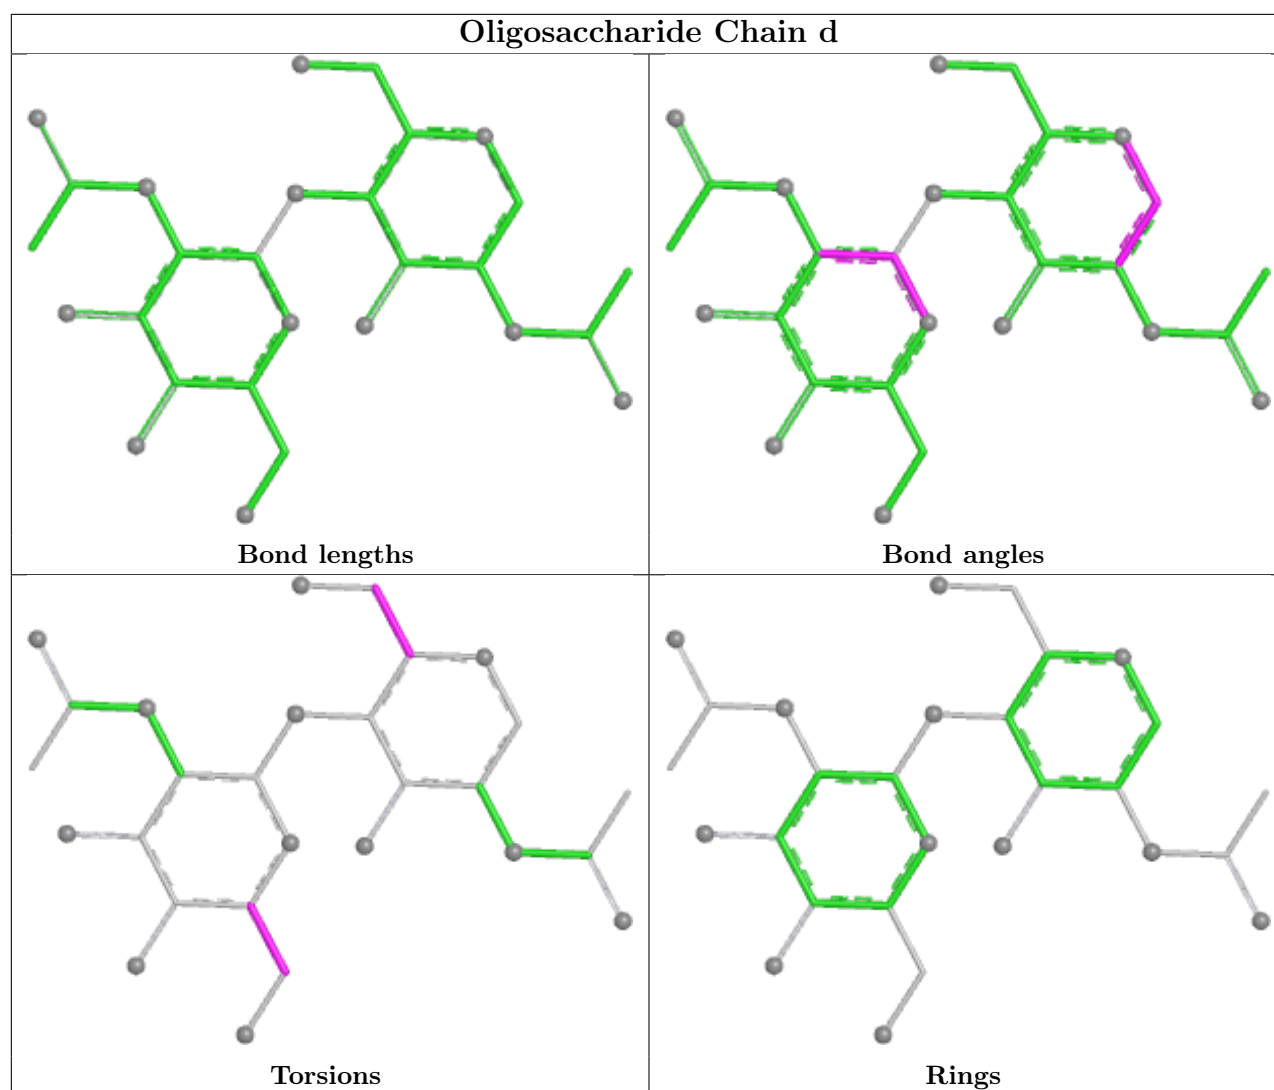 Oligosaccharide Chain d
Bond lengths
Bond angles
Torsions
Rings